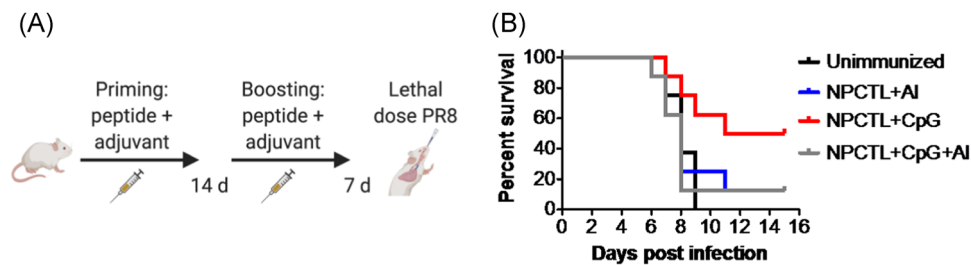 (A)
Priming:
peptide +
adjuvant
14 d
Boosting:
peptide +
adjuvant
7 d
Lethal
dose PR8
(B)
Percent survival
100
80
60
40
20
0
0 2 4 6 8 10 12 14 16
Days post infection
Unimmunized
NPCTL+Al
NPCTL+CpG
NPCTL+CpG+Al